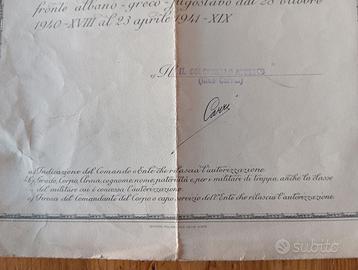 fronte albano-greco-jugoslavo dal 28 ottobre
1940-XVIII al 23 aprile 1941-XIX
c) Il IL COLONNELLO
Carri
a) Indicazione del Comando o Ente che rilascia l'autorizzazione.
b) Grado, Corpo, Arma, cognome, nome, paternità e, per i militari di truppa, anche la classe
del militare cui è concessa l'autorizzazione.
c) Firma del Comandante del Corpo o capo servizio dell'Ente che rilascia l'autorizzazione.
subito